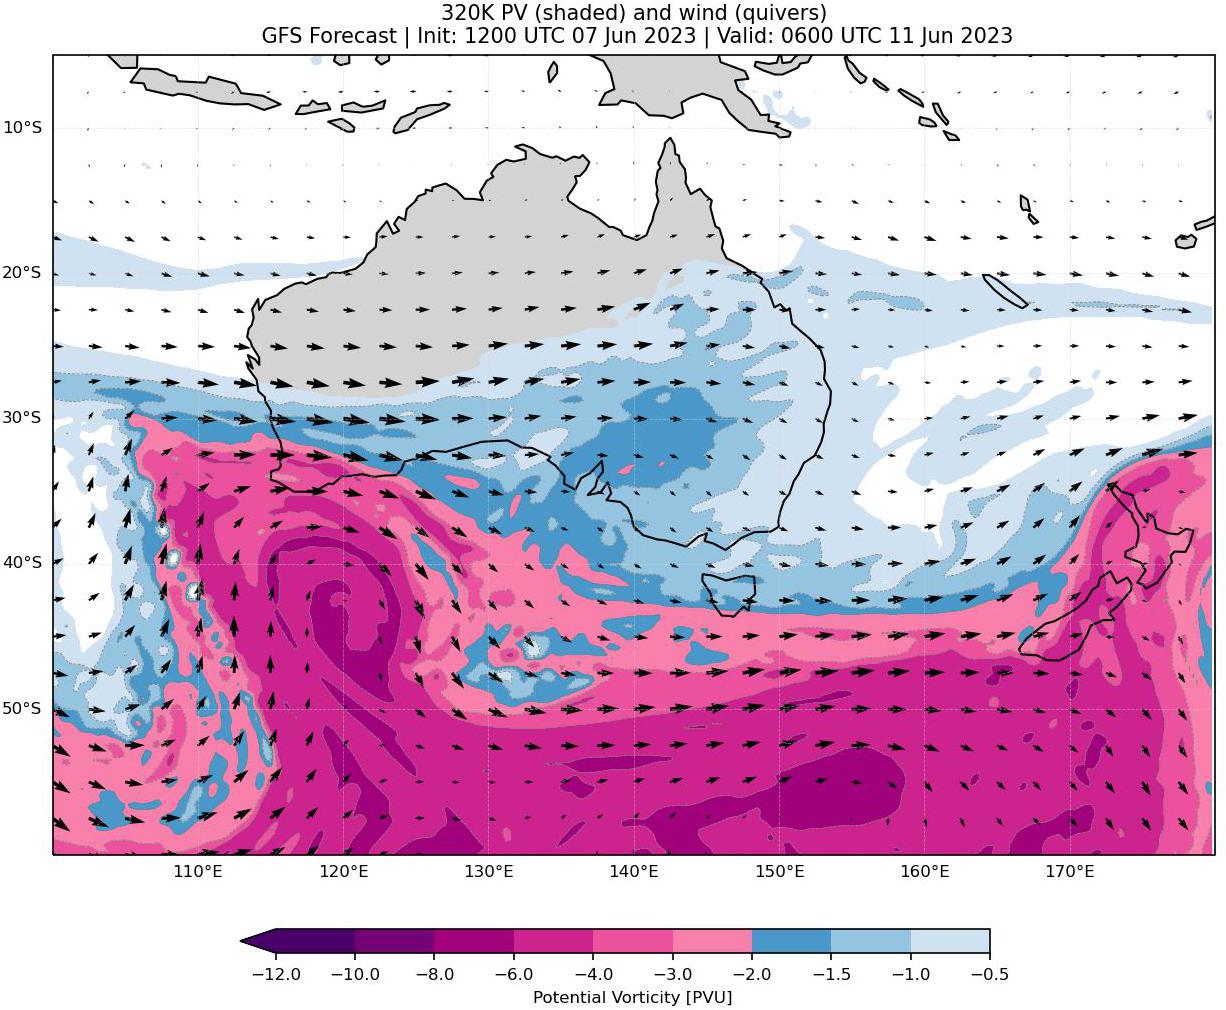 320K PV (shaded) and wind (quivers)
GFS Forecast | Init: 1200 UTC 07 Jun 2023 | Valid: 0600 UTC 11 Jun 2023
10°S
20°S
30°S
40°S
50°S
110°E 120°E 130°E 140°E 150°E 160°E 170°E
−12.0 −10.0 −8.0 −6.0 −4.0 −3.0 −2.0 −1.5 −1.0 −0.5
Potential Vorticity [PVU]